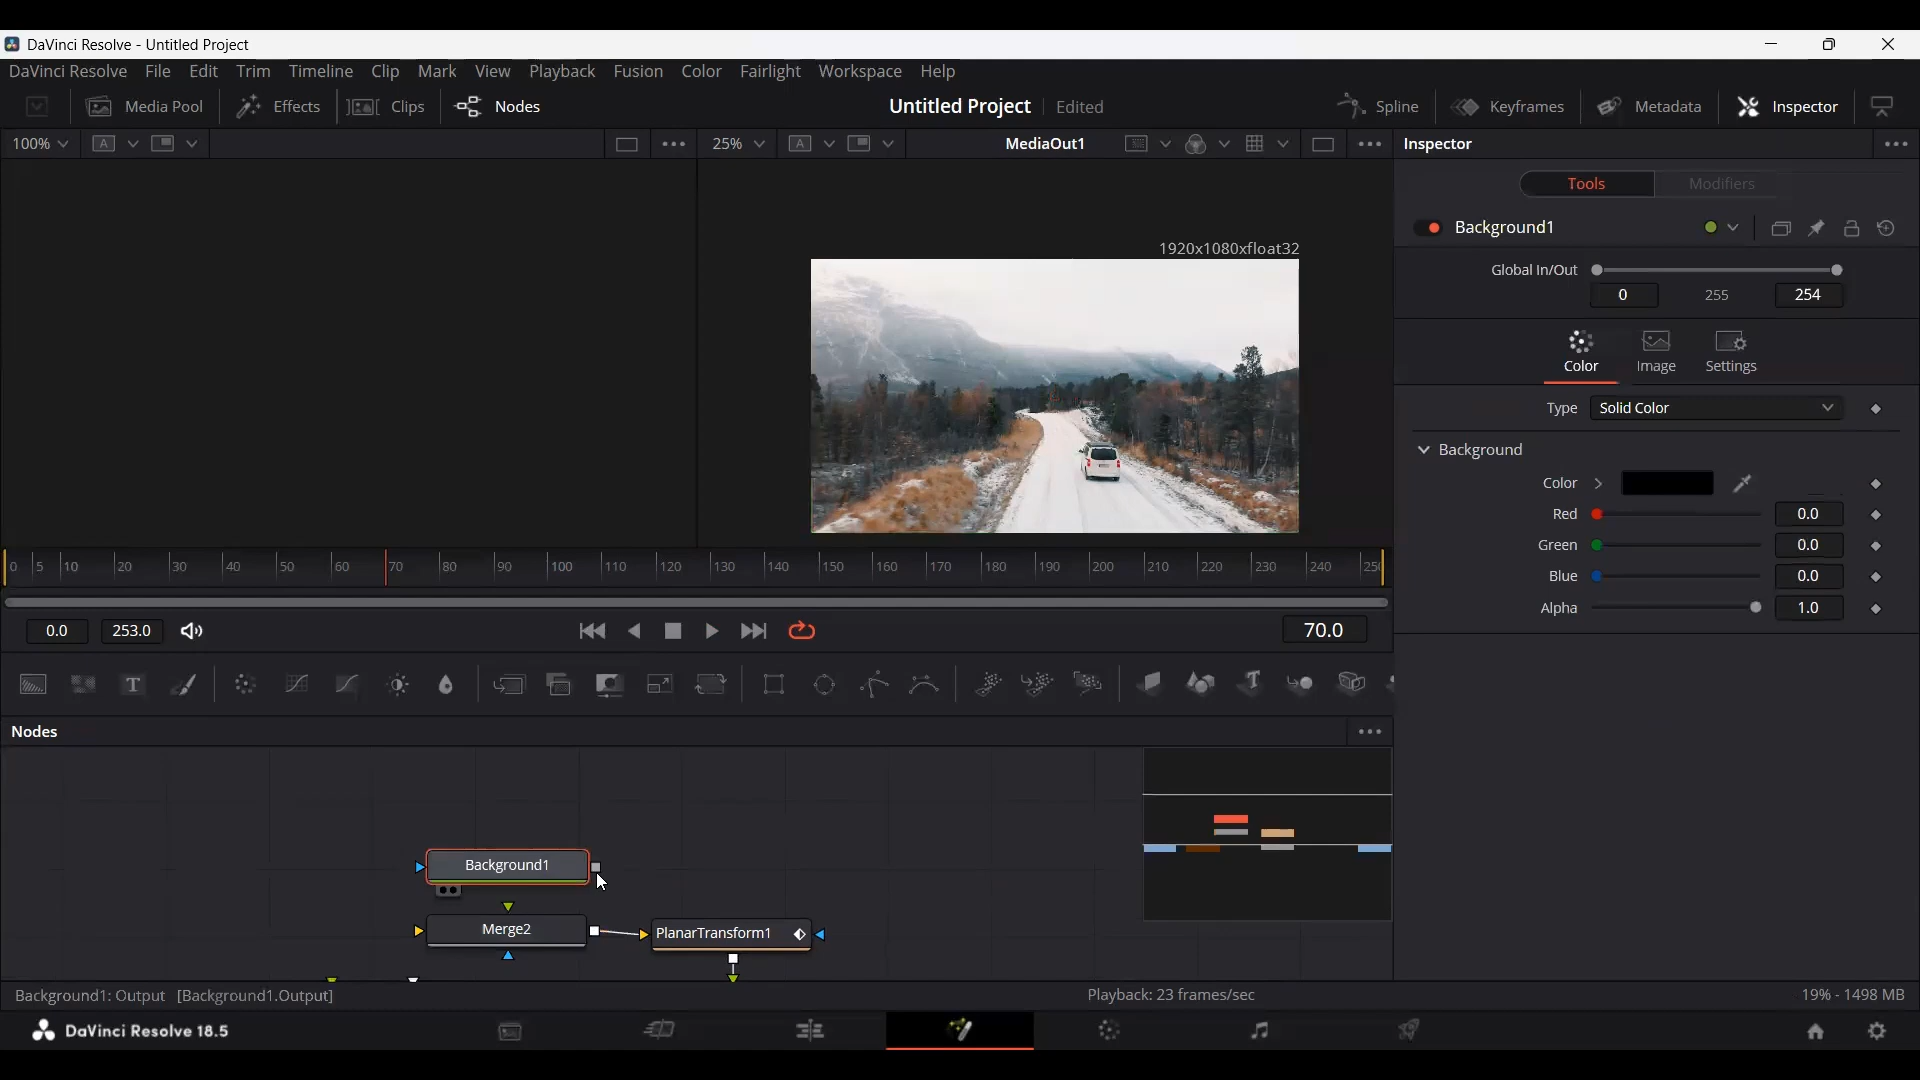 DaVinci Resolve - Untitled Project
DaVinci Resolve File Edit Trim Timeline Clip Mark View Playback Fusion Color Fairlight Workspace Help
Media Pool Effects Clips Nodes Untitled Project Edited Spline Keyframes Metadata Inspector
100% A 25% A MediaOut1 Inspector
Tools Modifiers
Background1
1920x1080xfloat32
Global In/Out
0 255 254
Color Image Settings
Type Solid Color
Background
Color
Red 0.0
Green 0.0
Blue 0.0
Alpha 1.0
0 5 10 20 30 40 50 60 70 80 90 100 110 120 130 140 150 160 170 180 190 200 210 220 230 240 250
0.0 253.0 70.0
T
Nodes
Background1
Merge2 PlanarTransform1
Background1: Output [Background1.Output] Playback: 23 frames/sec 19% - 1498 MB
DaVinci Resolve 18.5